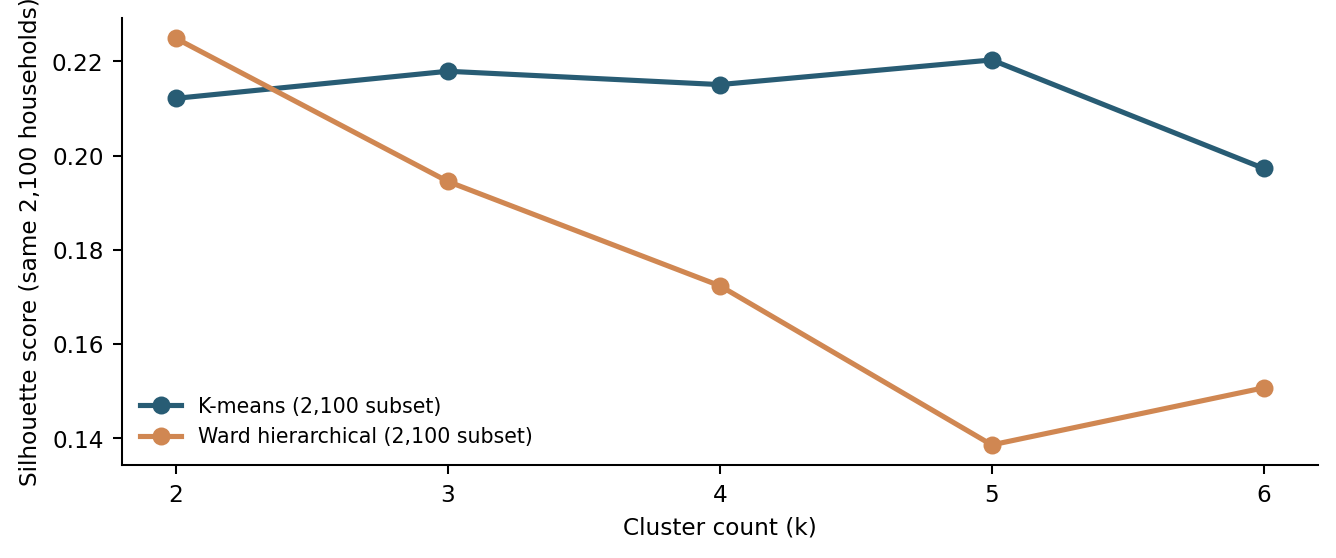 Silhouette score (same 2,100 households)
0.22
0.20
0.18
0.16
0.14
K-means (2,100 subset)
Ward hierarchical (2,100 subset)
2 3 4 5 6
Cluster count (k)